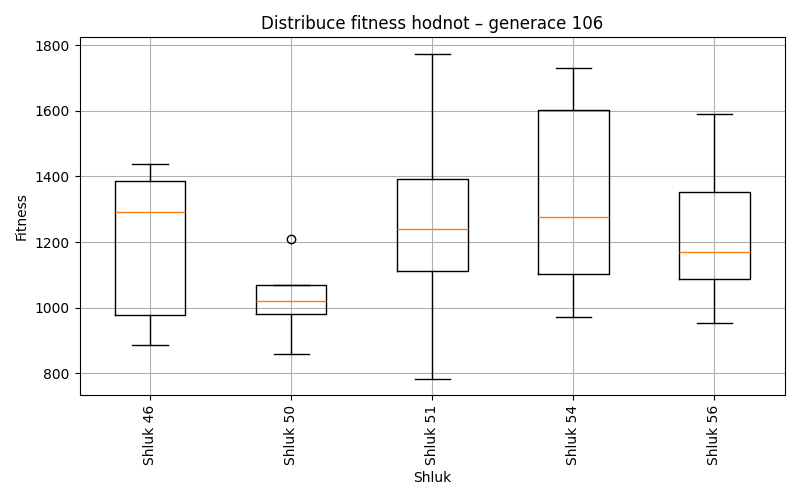 Distribuce fitness hodnot – generace 106
1800
1600
1400
1200
1000
800
Fitness
Shluk 46
Shluk 50
Shluk 51
Shluk 54
Shluk 56
Shluk